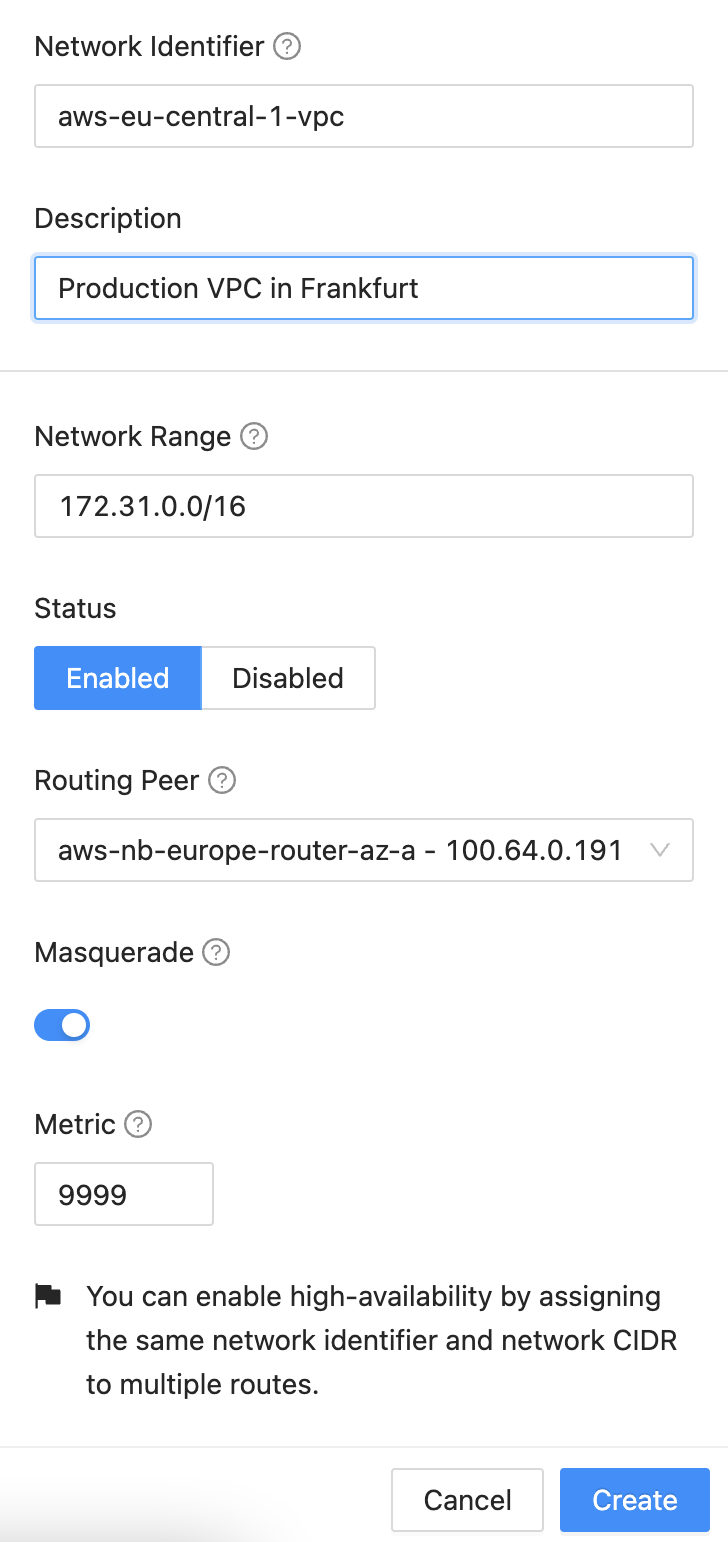 Network Identifier
aws-eu-central-1-vpc
Description
Production VPC in Frankfurt
Network Range
172.31.0.0/16
Status
Enabled Disabled
Routing Peer
aws-nb-europe-router-az-a - 100.64.0.191
Masquerade
Metric
9999
You can enable high-availability by assigning
the same network identifier and network CIDR
to multiple routes.
Cancel Create